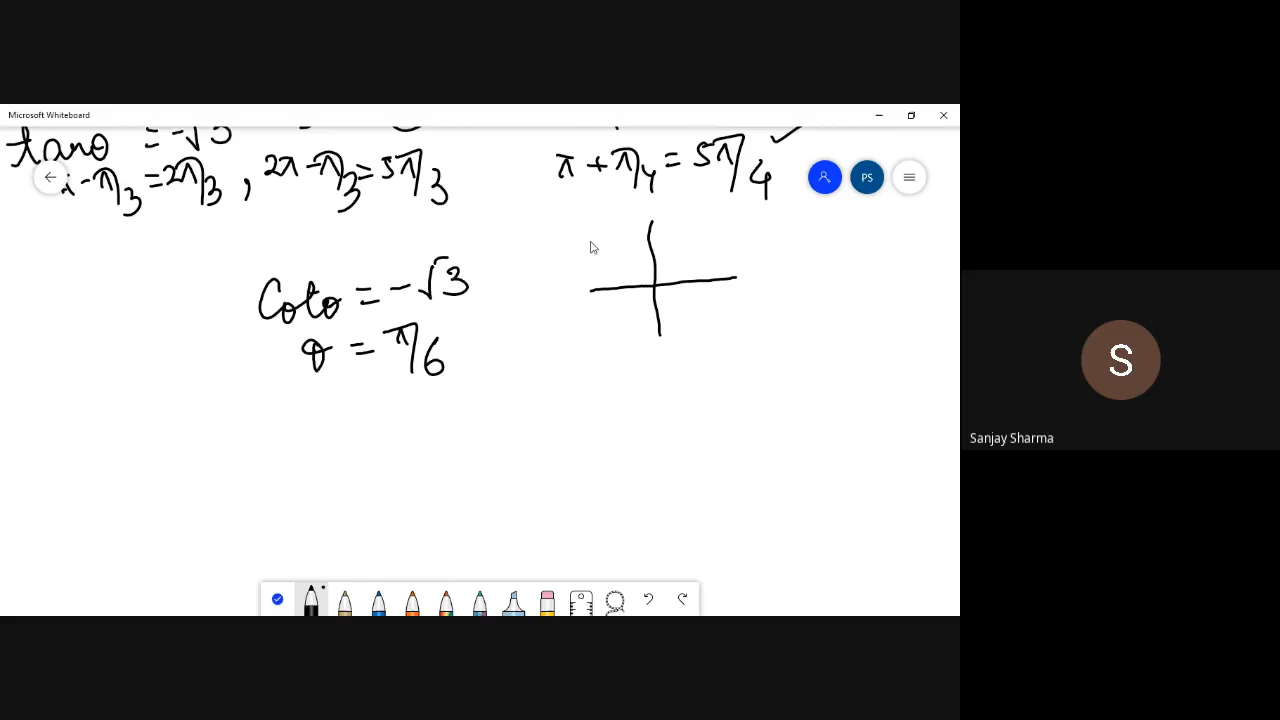 Microsoft Whiteboard
tanθ = -√3
π - π/3 = 2π/3 , 2π - π/3 = 5π/3
π + π/4 = 5π/4 ✓
PS
Cotθ = -√3
θ = π/6
S
Sanjay Sharma